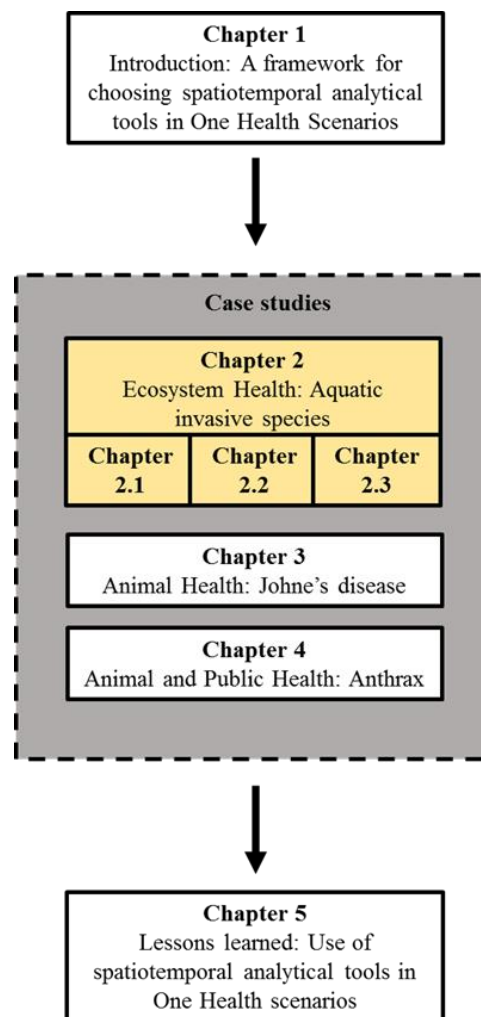 Chapter 1
Introduction: A framework for
choosing spatiotemporal analytical
tools in One Health Scenarios
Case studies
Chapter 2
Ecosystem Health: Aquatic
invasive species
Chapter
2.1
Chapter
2.2
Chapter
2.3
Chapter 3
Animal Health: Johne’s disease
Chapter 4
Animal and Public Health: Anthrax
Chapter 5
Lessons learned: Use of
spatiotemporal analytical tools in
One Health scenarios